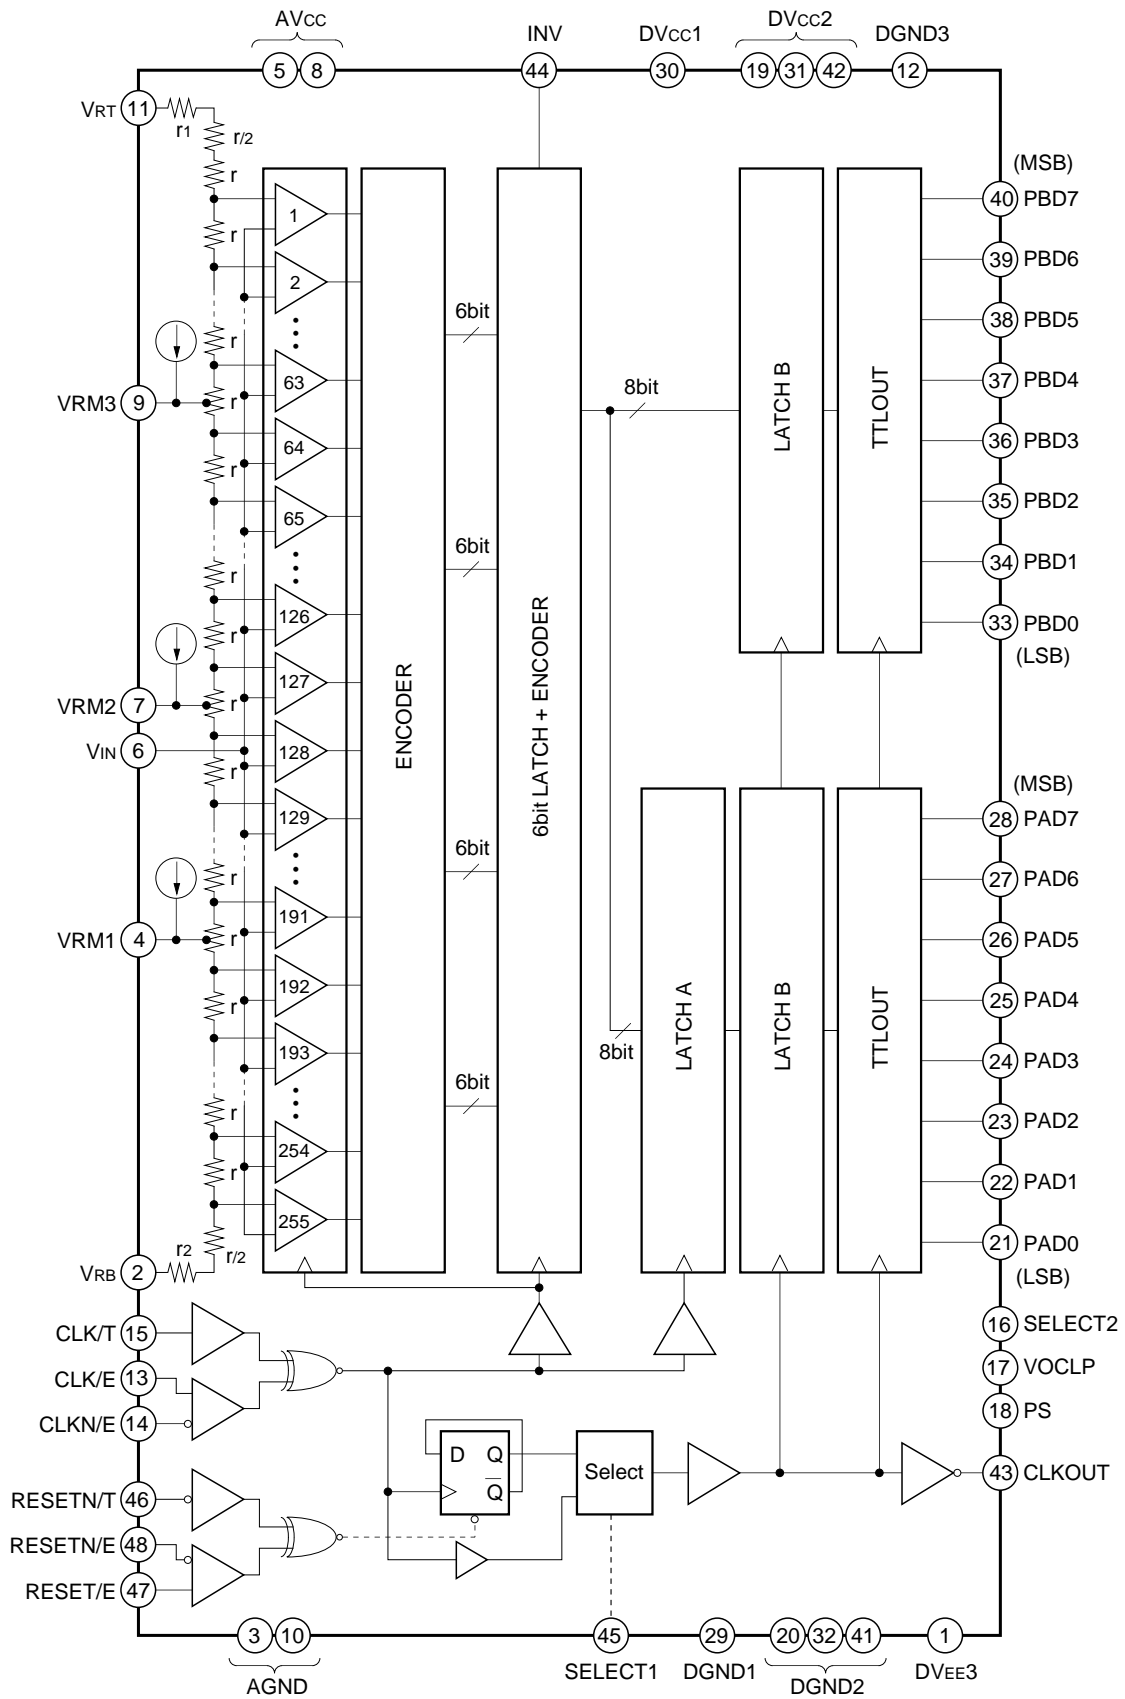 AVCC
INV
DVCC1
DVCC2
DGND3
5 8 44 30 19 31 42 12
VRT 11
r1
r/2
r
r
(MSB)
1
40 PBD7
2
39 PBD6
6bit
r
38 PBD5
63
37 PBD4
VRM3 9
r
8bit
LATCH B
TTLOUT
64
36 PBD3
r
65
35 PBD2
6bit
r
34 PBD1
126
33 PBD0
r
(LSB)
127
VRM2 7
r
ENCODER
6bit LATCH + ENCODER
VIN 6
128
r
(MSB)
129
28 PAD7
6bit
r
27 PAD6
191
VRM1 4
r
26 PAD5
192
25 PAD4
r
LATCH A
LATCH B
TTLOUT
8bit
193
24 PAD3
6bit
r
23 PAD2
254
r
22 PAD1
255
21 PAD0
r2
r/2
VRB 2
(LSB)
CLK/T 15
16 SELECT2
CLK/E 13
17 VOCLP
CLKN/E 14
18 PS
D Q
Q
Select
43 CLKOUT
RESETN/T 46
RESETN/E 48
RESET/E 47
3 10 45 29 20 32 41 1
AGND
SELECT1
DGND1
DGND2
DVEE3